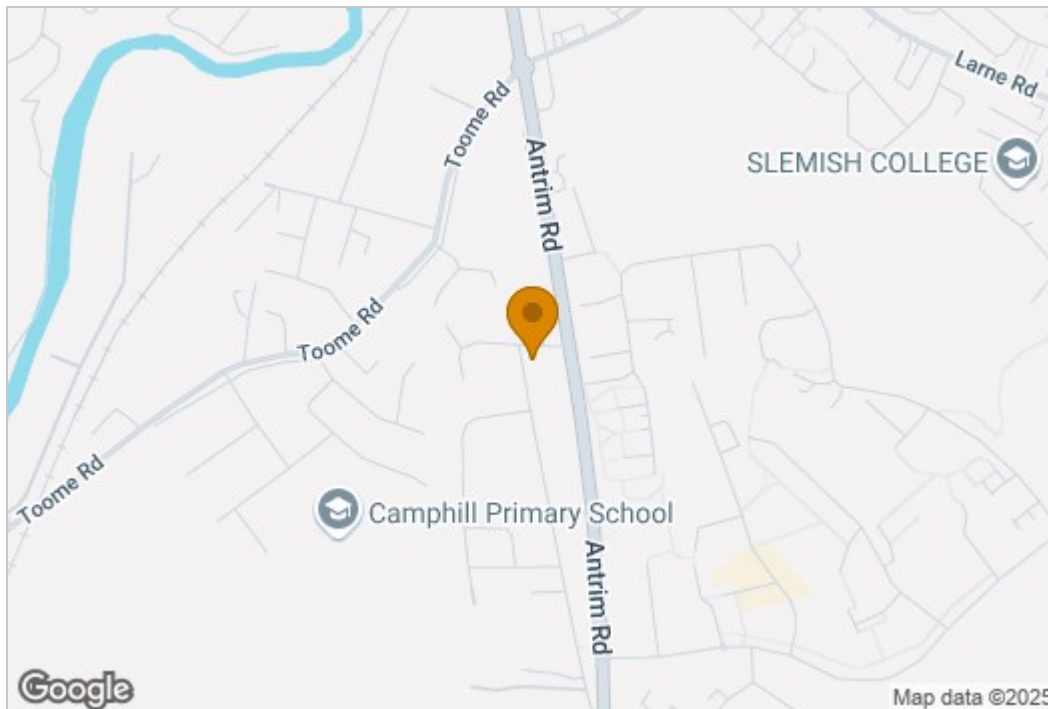 Larne Rd
Toome Rd
Antrim Rd
SLEMISH COLLEGE
Toome Rd
Toome Rd
Camphill Primary School
Antrim Rd
Google
Map data ©2025